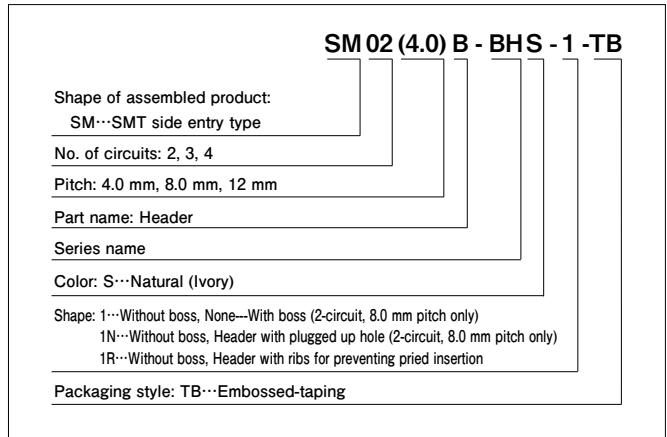 SM 02 (4.0) B - BH S - 1 -TB
Shape of assembled product:
SM⋯SMT side entry type
No. of circuits: 2, 3, 4
Pitch: 4.0 mm, 8.0 mm, 12 mm
Part name: Header
Series name
Color: S⋯Natural (Ivory)
Shape: 1⋯Without boss, None---With boss (2-circuit, 8.0 mm pitch only)
1N⋯Without boss, Header with plugged up hole (2-circuit, 8.0 mm pitch only)
1R⋯Without boss, Header with ribs for preventing pried insertion
Packaging style: TB⋯Embossed-taping